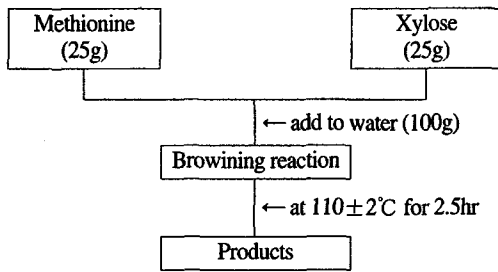 Methionine
(25g)
Xylose
(25g)
←add to water (100g)
Browining reaction
←at 110±2℃ for 2.5hr
Products